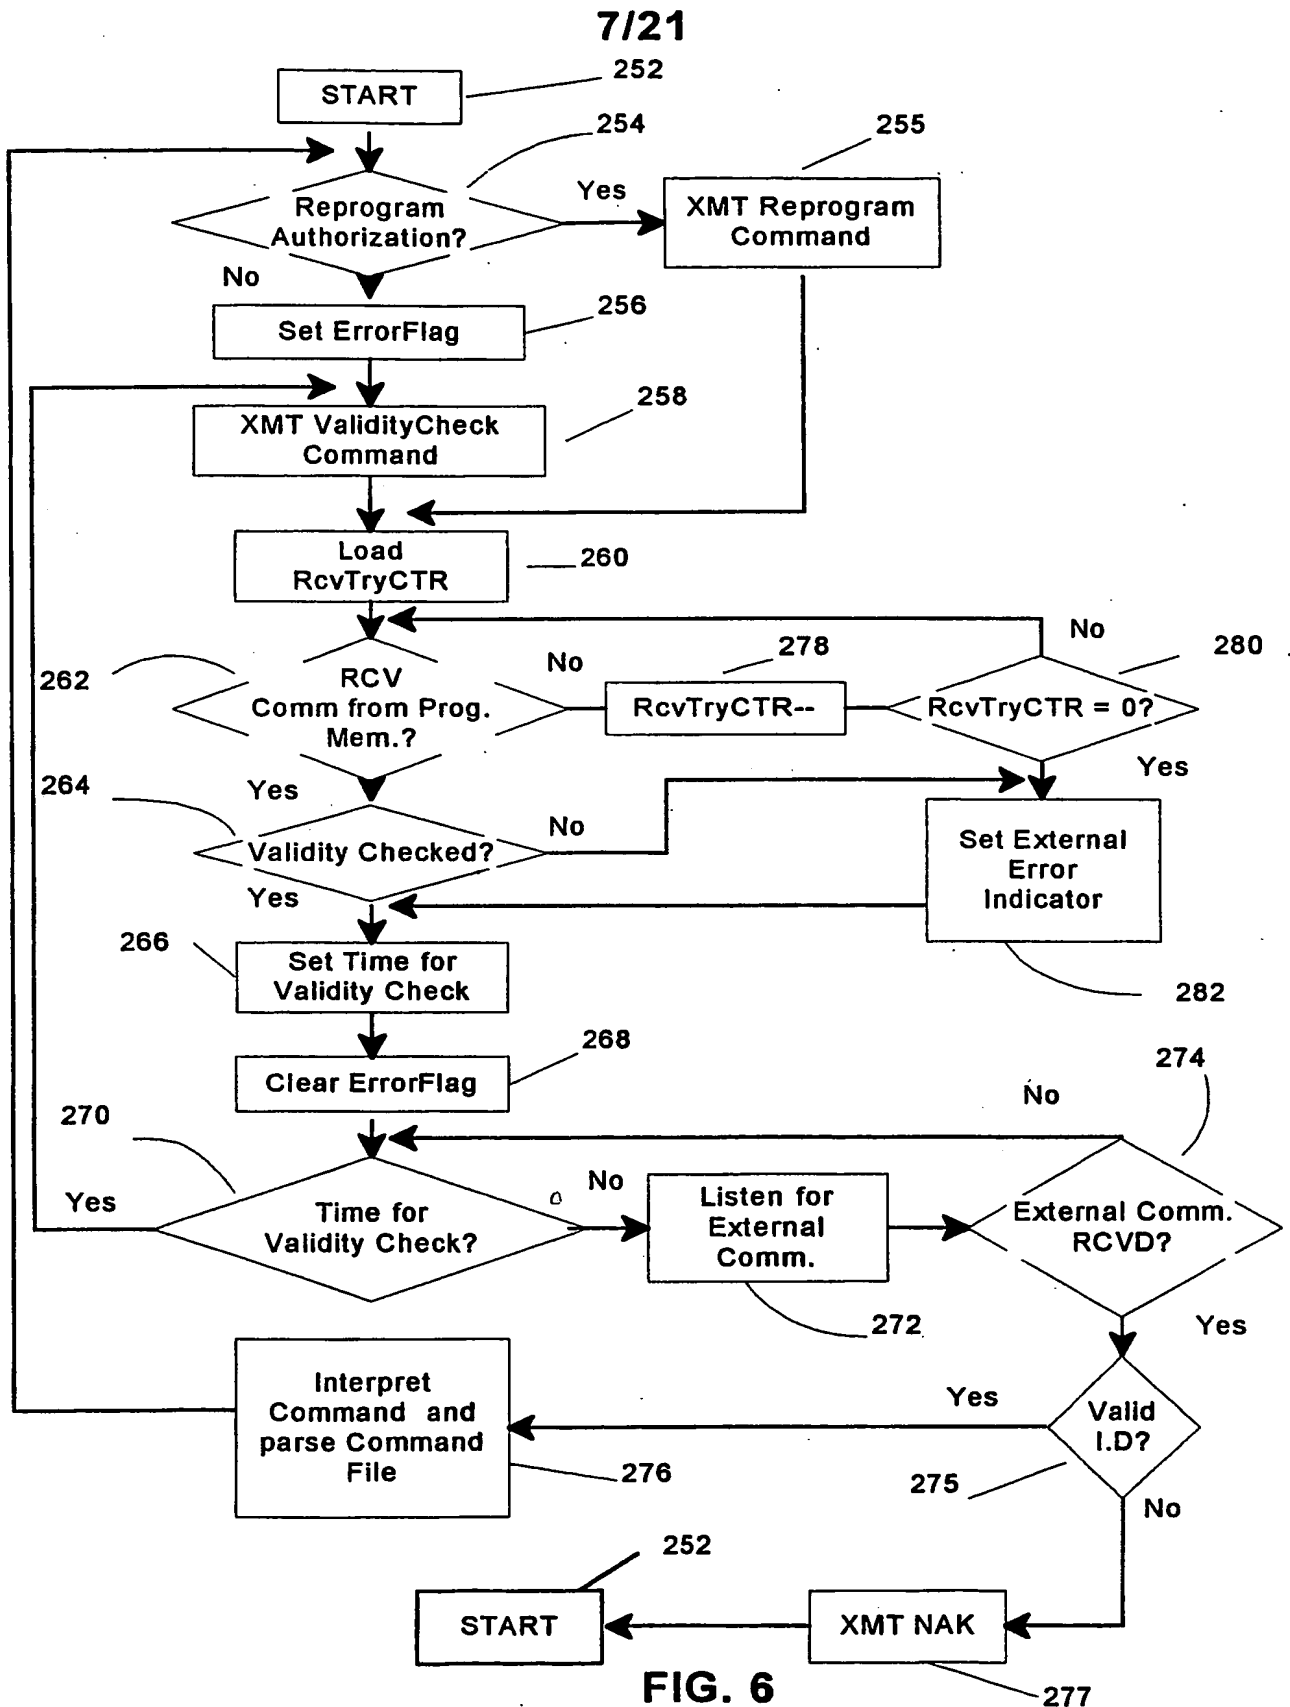 7/21
252
START
254
255
Yes
Reprogram
Authorization?
XMT Reprogram
Command
No
256
Set ErrorFlag
258
XMT ValidityCheck
Command
Load
RcvTryCTR
260
No
278
280
262
No
RCV
Comm from Prog.
Mem.?
RcvTryCTR--
RcvTryCTR = 0?
Yes
264
Yes
No
Validity Checked?
Set External
Error
Indicator
Yes
266
Set Time for
Validity Check
282
268
Clear ErrorFlag
274
No
270
Yes
No
Time for
Validity Check?
Listen for
External
Comm.
External Comm.
RCVD?
272
Yes
Interpret
Command and
parse Command
File
Yes
Valid
I.D?
276
275
No
252
START
XMT NAK
277
FIG. 6